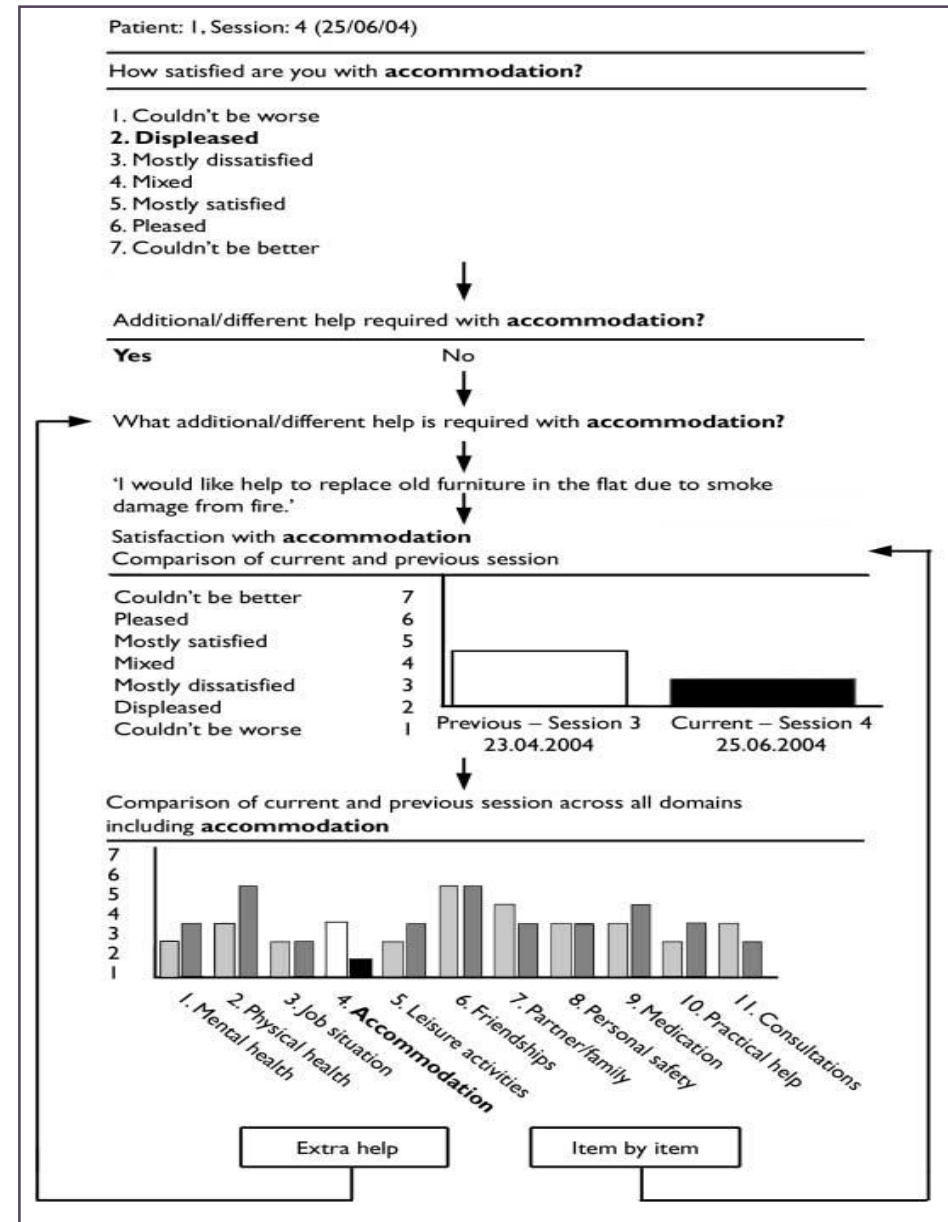 Patient: 1, Session: 4 (25/06/04)
How satisfied are you with accommodation?
1. Couldn't be worse
2. Displeased
3. Mostly dissatisfied
4. Mixed
5. Mostly satisfied
6. Pleased
7. Couldn't be better
Additional/different help required with accommodation?
Yes No
What additional/different help is required with accommodation?
'I would like help to replace old furniture in the flat due to smoke
damage from fire.'
Satisfaction with accommodation
Comparison of current and previous session
Couldn't be better 7
Pleased 6
Mostly satisfied 5
Mixed 4
Mostly dissatisfied 3
Displeased 2
Couldn't be worse 1
Previous – Session 3
23.04.2004
Current – Session 4
25.06.2004
Comparison of current and previous session across all domains
including accommodation
7
6
5
4
3
2
1
1. Mental health
2. Physical health
3. Job situation
4. Accommodation
5. Leisure activities
6. Friendships
7. Partner/family
8. Personal safety
9. Medication
10. Practical help
11. Consultations
Extra help
Item by item